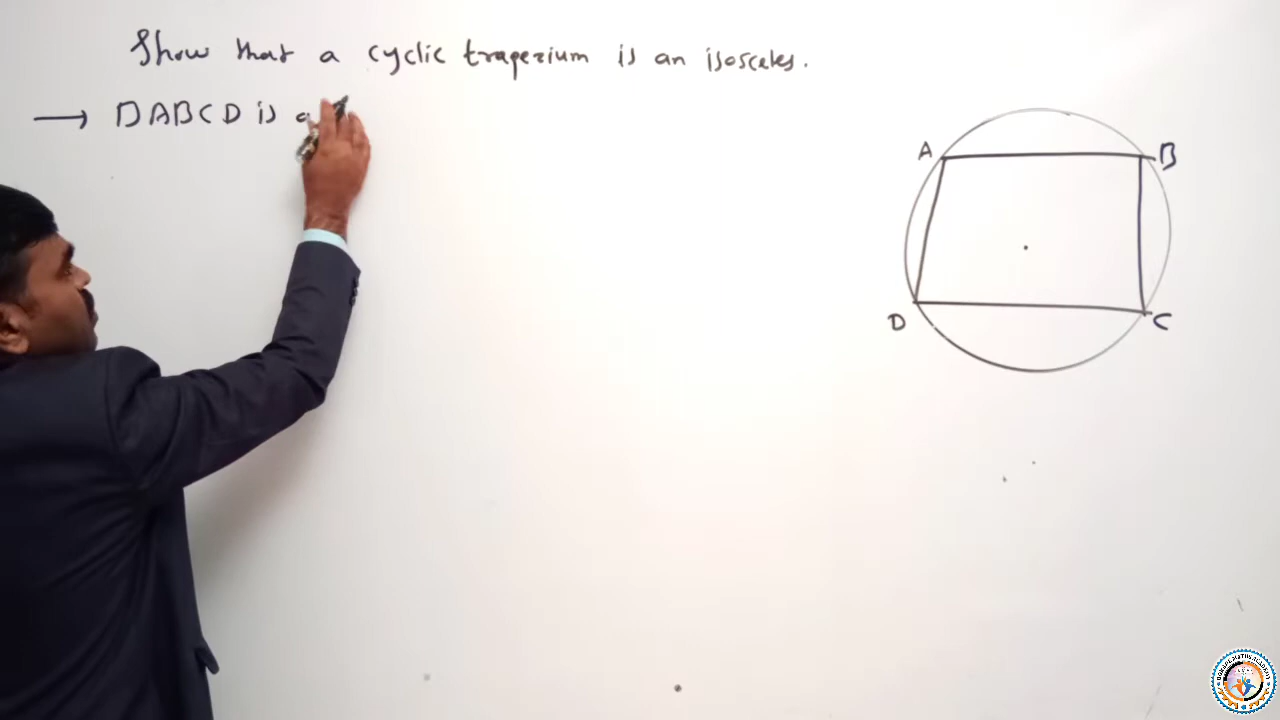 Show that a cyclic trapezium is an isosceles.
→ □ABCD is a
A
B
D
C